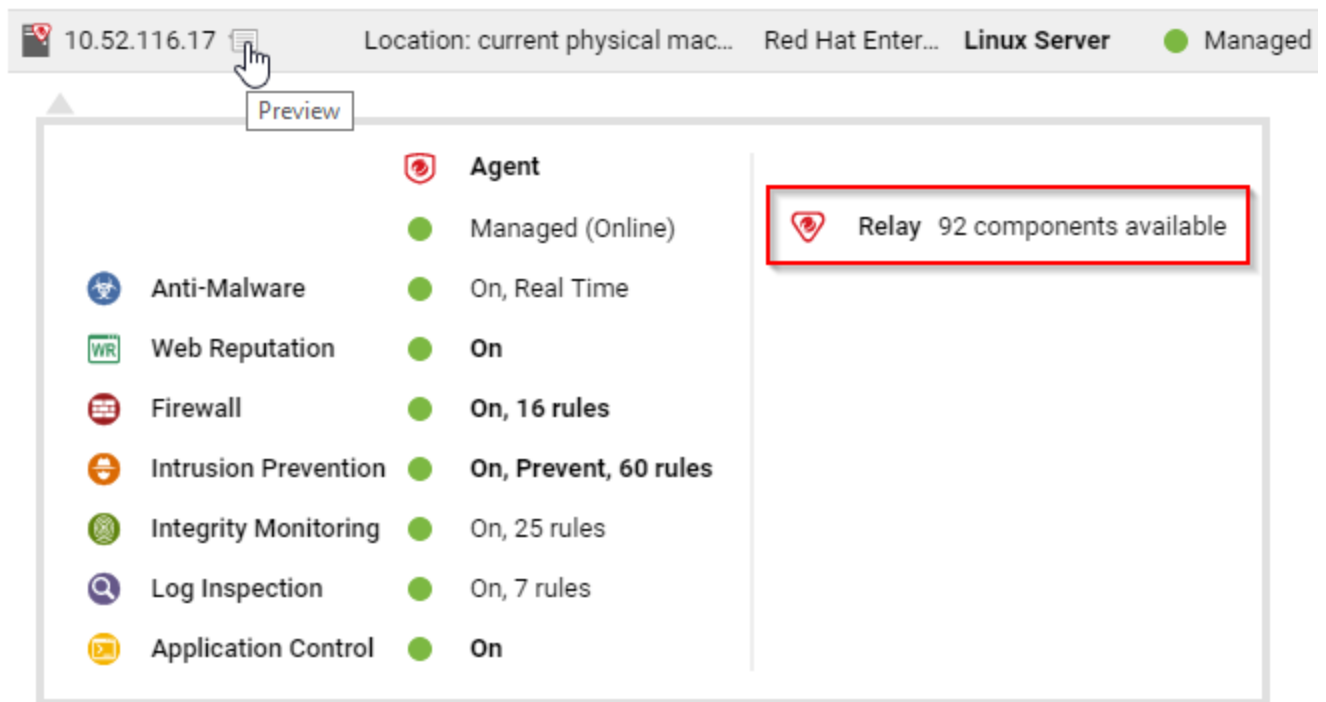 10.52.116.17 Location: current physical mac... Red Hat Enter... Linux Server Managed
Preview
Agent
Managed (Online)
Relay 92 components available
Anti-Malware On, Real Time
WR Web Reputation On
Firewall On, 16 rules
Intrusion Prevention On, Prevent, 60 rules
Integrity Monitoring On, 25 rules
Log Inspection On, 7 rules
Application Control On